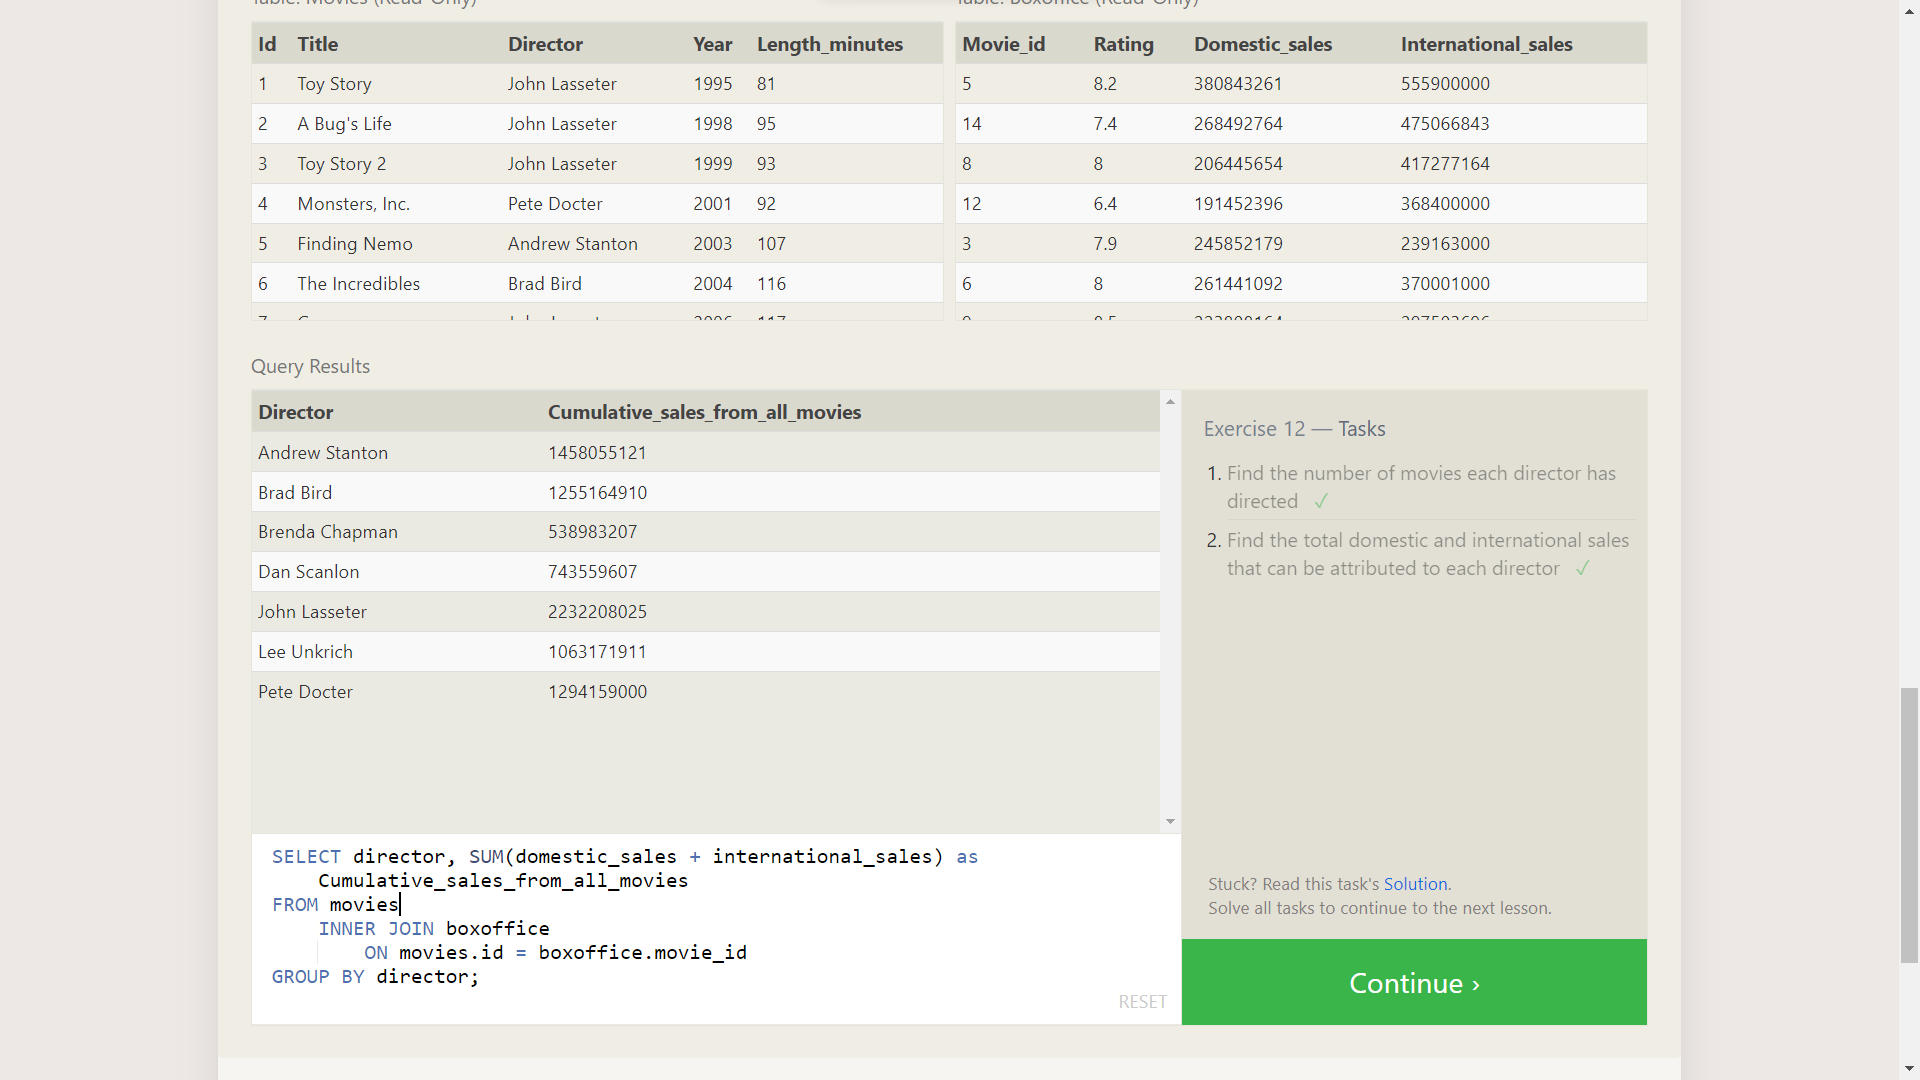 Table: Movies (Read-Only)
Table: Boxoffice (Read-Only)
Id Title Director Year Length_minutes
1 Toy Story John Lasseter 1995 81
2 A Bug's Life John Lasseter 1998 95
3 Toy Story 2 John Lasseter 1999 93
4 Monsters, Inc. Pete Docter 2001 92
5 Finding Nemo Andrew Stanton 2003 107
6 The Incredibles Brad Bird 2004 116
Movie_id Rating Domestic_sales International_sales
5 8.2 380843261 555900000
14 7.4 268492764 475066843
8 8 206445654 417277164
12 6.4 191452396 368400000
3 7.9 245852179 239163000
6 8 261441092 370001000
Query Results
Director Cumulative_sales_from_all_movies
Andrew Stanton 1458055121
Brad Bird 1255164910
Brenda Chapman 538983207
Dan Scanlon 743559607
John Lasseter 2232208025
Lee Unkrich 1063171911
Pete Docter 1294159000
SELECT director, SUM(domestic_sales + international_sales) as
Cumulative_sales_from_all_movies
FROM movies
INNER JOIN boxoffice
ON movies.id = boxoffice.movie_id
GROUP BY director;
RESET
Exercise 12 — Tasks
1. Find the number of movies each director has
directed ✓
2. Find the total domestic and international sales
that can be attributed to each director ✓
Stuck? Read this task's Solution.
Solve all tasks to continue to the next lesson.
Continue ›